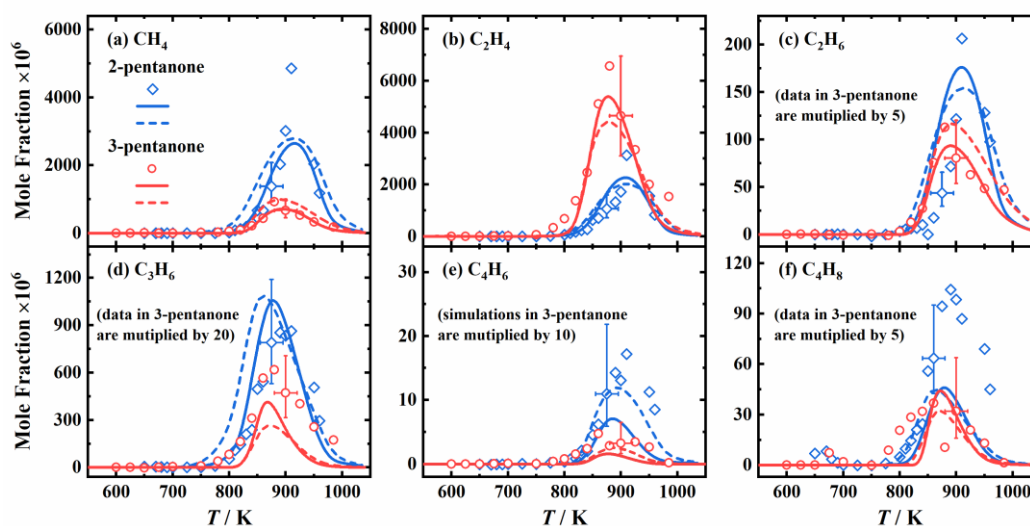 (a) CH4
2-pentanone
3-pentanone
(b) C2H4
(c) C2H6
(data in 3-pentanone
are mutiplied by 5)
6000
4000
2000
0
Mole Fraction ×10^6
8000
6000
4000
2000
0
200
150
100
50
0
(d) C3H6
(data in 3-pentanone
are mutiplied by 20)
(e) C4H6
(simulations in 3-pentanone
are mutiplied by 10)
(f) C4H8
(data in 3-pentanone
are mutiplied by 5)
1200
900
600
300
0
Mole Fraction ×10^6
30
20
10
0
120
90
60
30
0
600 700 800 900 1000
600 700 800 900 1000
600 700 800 900 1000
T / K
T / K
T / K